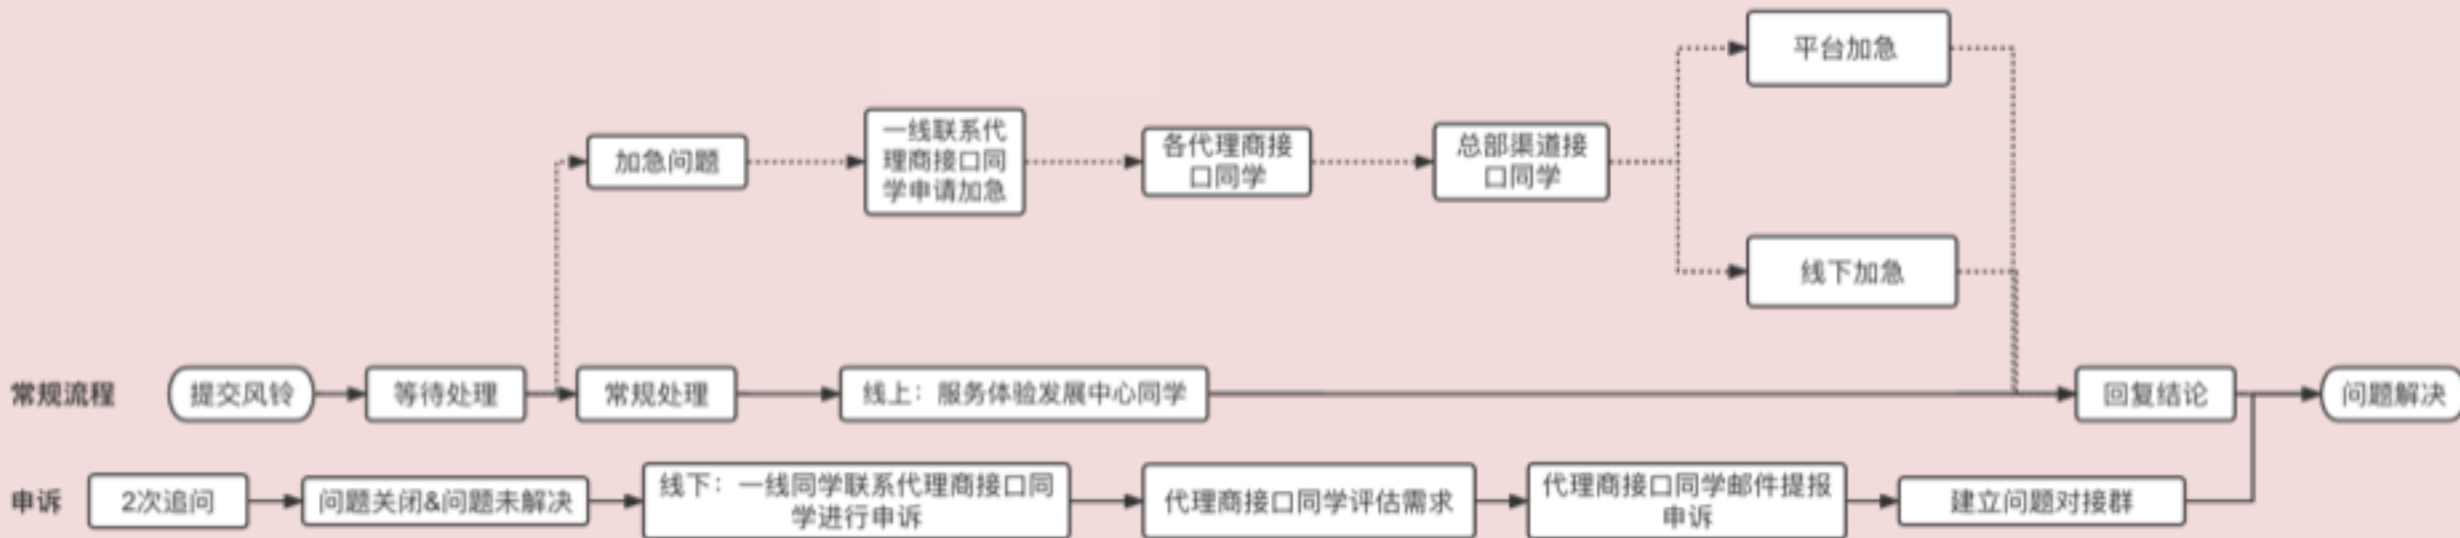 平台加急
加急问题
一线联系代
理商接口同
学申请加急
各代理商接
口同学
总部渠道接
口同学
线下加急
常规流程
提交风铃
等待处理
常规处理
线上：服务体验发展中心同学
回复结论
问题解决
申诉
2次追问
问题关闭&问题未解决
线下：一线同学联系代理商接口同
学进行申诉
代理商接口同学评估需求
代理商接口同学邮件提报
申诉
建立问题对接群